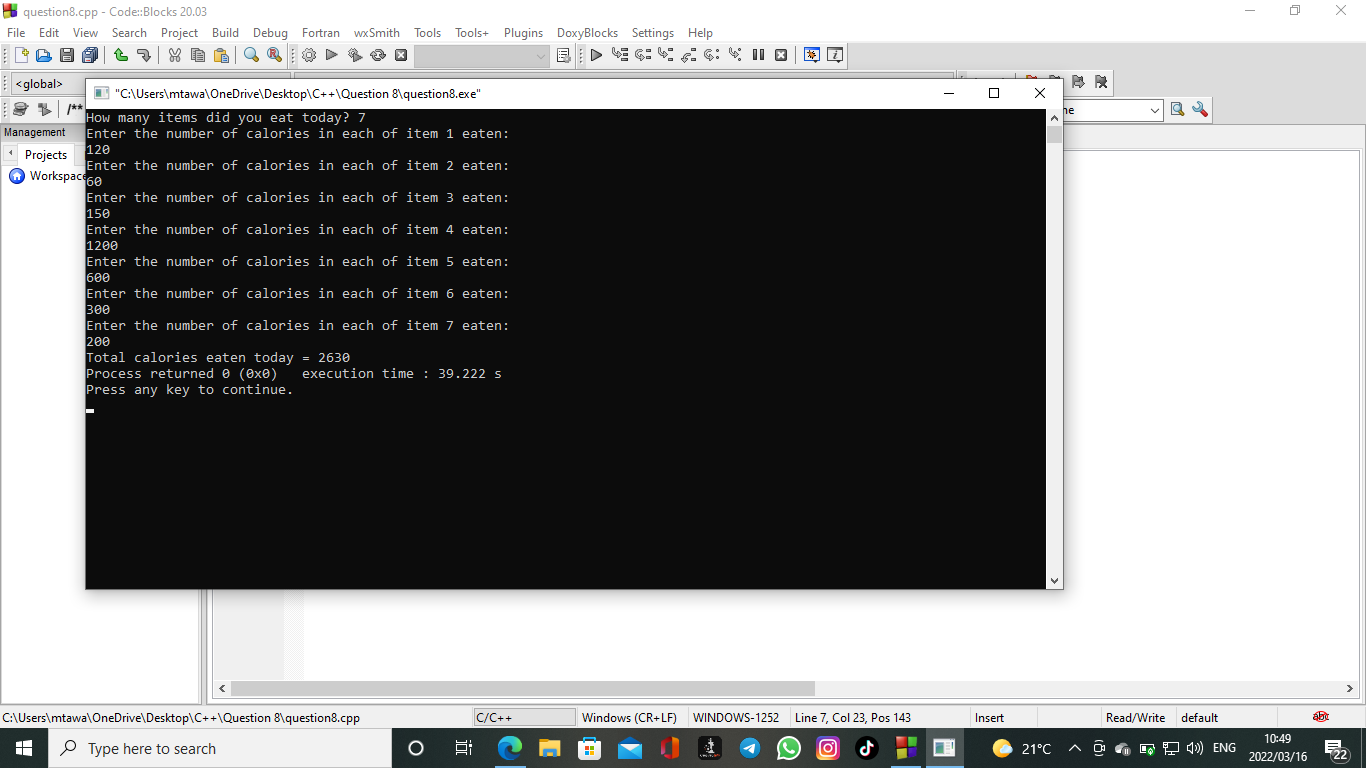 question8.cpp - Code::Blocks 20.03
File Edit View Search Project Build Debug Fortran wxSmith Tools Tools+ Plugins DoxyBlocks Settings Help
<global>
"C:\Users\mtawa\OneDrive\Desktop\C++\Question 8\question8.exe"
/**
Management
Projects
Workspace
How many items did you eat today? 7
Enter the number of calories in each of item 1 eaten:
120
Enter the number of calories in each of item 2 eaten:
60
Enter the number of calories in each of item 3 eaten:
150
Enter the number of calories in each of item 4 eaten:
1200
Enter the number of calories in each of item 5 eaten:
600
Enter the number of calories in each of item 6 eaten:
300
Enter the number of calories in each of item 7 eaten:
200
Total calories eaten today = 2630
Process returned 0 (0x0)   execution time : 39.222 s
Press any key to continue.
C:\Users\mtawa\OneDrive\Desktop\C++\Question 8\question8.cpp C/C++ Windows (CR+LF) WINDOWS-1252 Line 7, Col 23, Pos 143 Insert Read/Write default abc
Type here to search
21°C ENG
10:49
2022/03/16
22